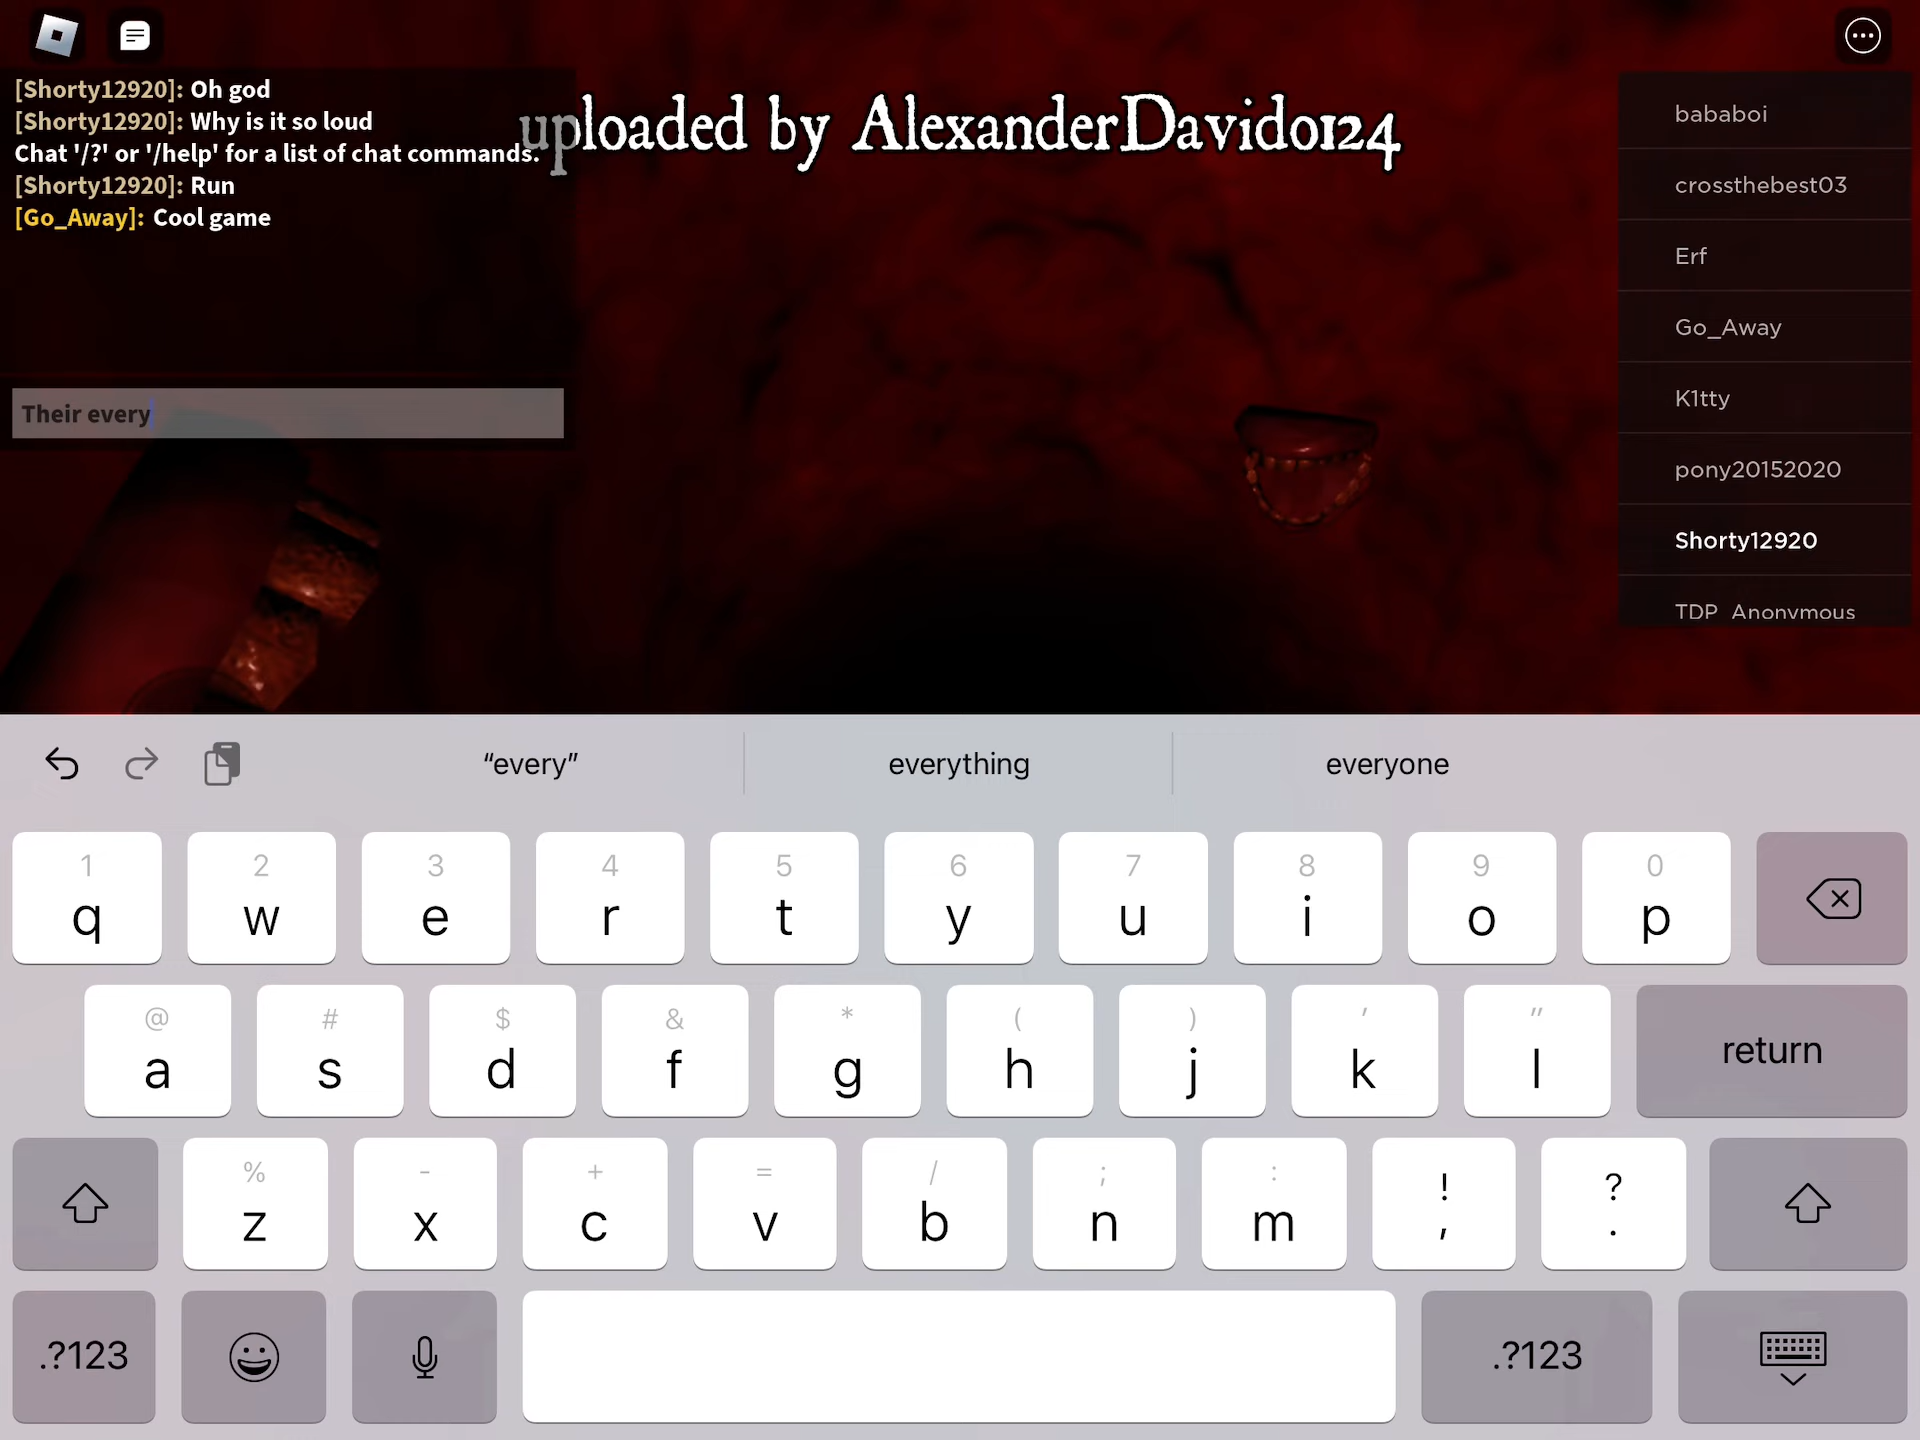 [Shorty12920]: Oh god
[Shorty12920]: Why is it so loud
Chat '/?' or '/help' for a list of chat commands.
[Shorty12920]: Run
[Go_Away]: Cool game
Their every
uploaded by AlexanderDavido124
bababoi
crossthebest03
Erf
Go_Away
K1tty
pony20152020
Shorty12920
TDP_Anonymous
“every” everything everyone
1 2 3 4 5 6 7 8 9 0
q w e r t y u i o p
@ # $ & * ( ) ' "
a s d f g h j k l return
% - + = / ; : ! ?
z x c v b n m , .
.?123 .?123